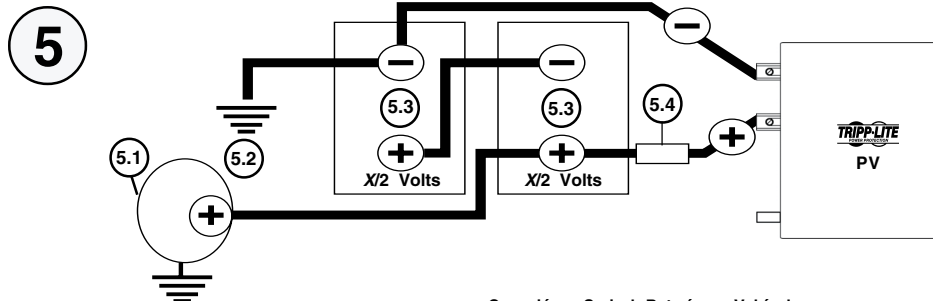 5
−
−
−
5.3
5.3
5.4
5.1
5.2
+
+
+
TRIPP·LITE
POWER PROTECTION
PV
X/2 Volts
X/2 Volts
+